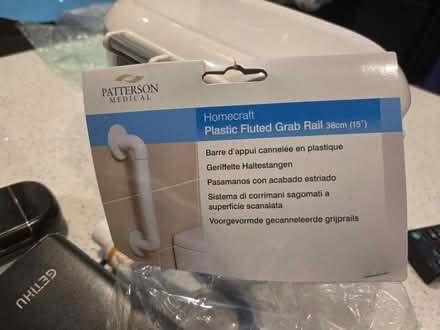 PATTERSON
MEDICAL
Homecraft
Plastic Fluted Grab Rail 38cm (15")
Barre d'appui cannelée en plastique
Geriffelte Haltestangen
Pasamanos con acabado estriado
Sistema di corrimani sagomati a
superficie scanalata
Voorgevormde gecanneleerde grijprails
GETIHU